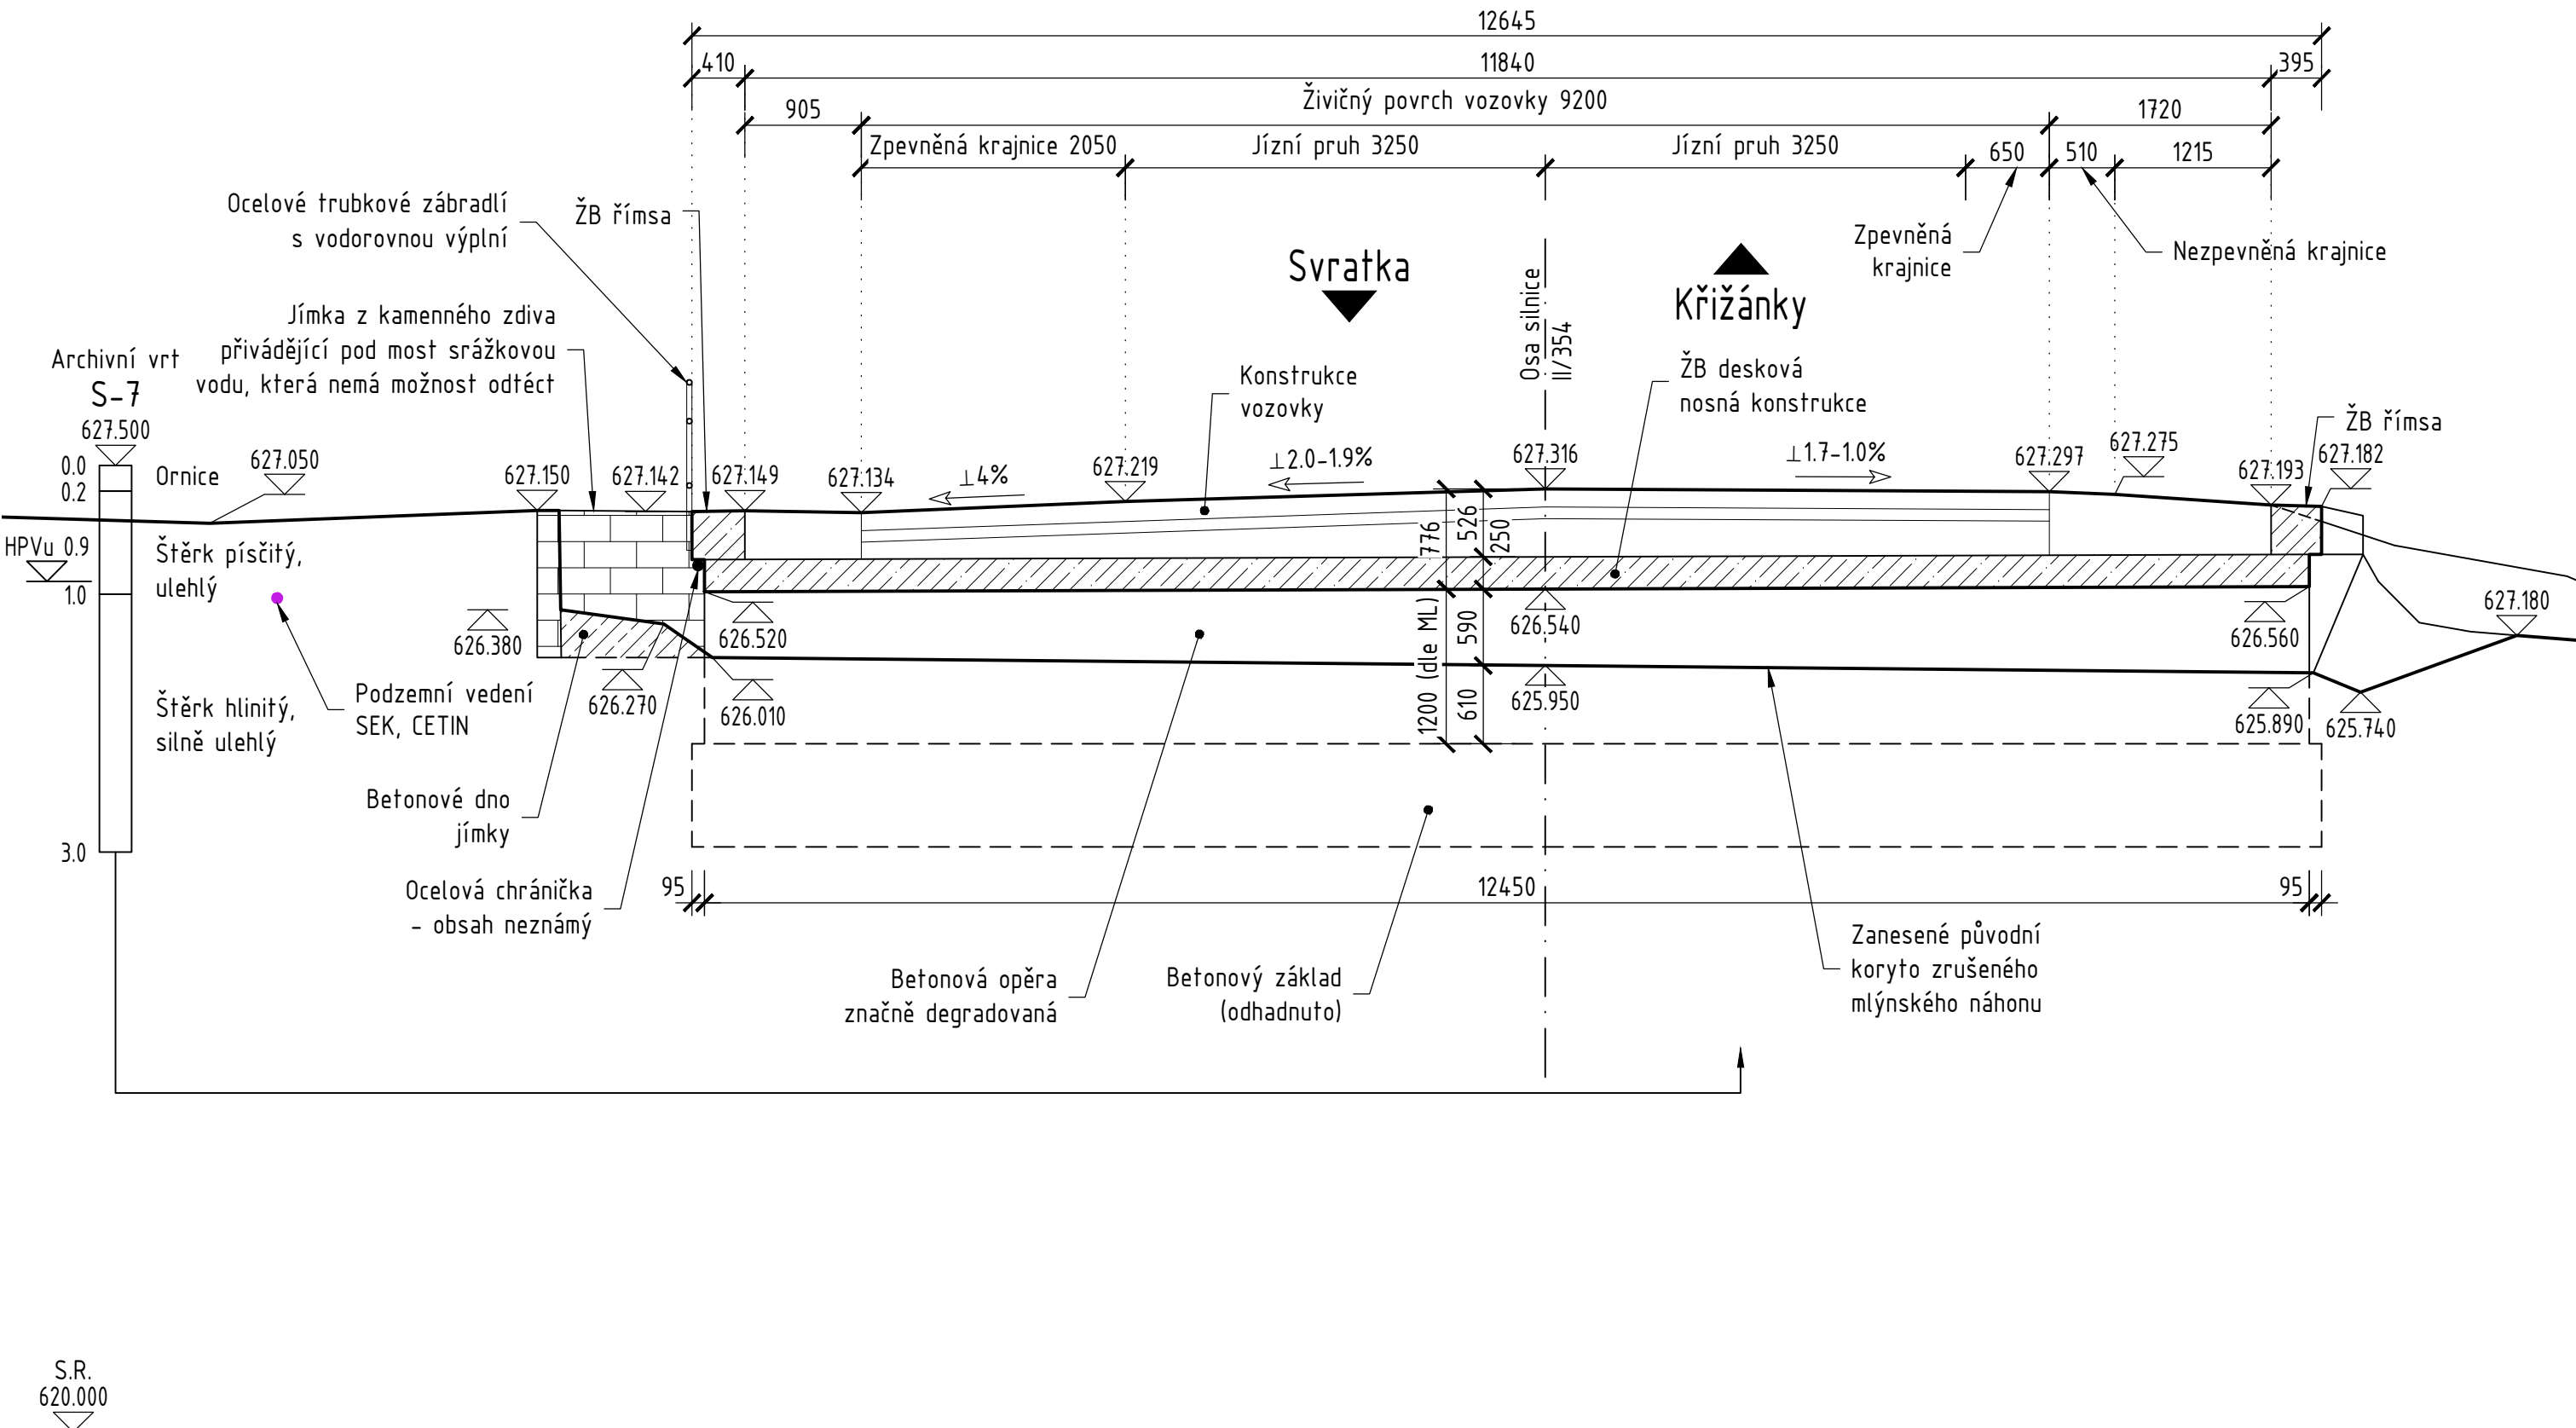 12645
410
11840
395
905
Živičný povrch vozovky 9200
1720
Zpevněná krajnice 2050
Jízní pruh 3250
Jízní pruh 3250
650
510
1215
Ocelové trubkové zábradlí
s vodorovnou výplní
ŽB římsa
Zpevněná
krajnice
Nezpevněná krajnice
Svratka
Křižánky
Osa silnice
II/354
Jímka z kamenného zdiva
přivádějící pod most srážkovou
vodu, která nemá možnost odtéct
Archivní vrt
S-7
627.500
Konstrukce
vozovky
ŽB desková
nosná konstrukce
ŽB římsa
0.0
0.2
Ornice
627.050
627.150
627.142
627.149
627.134
⊥4%
627.219
⊥2.0-1.9%
627.316
⊥1.7-1.0%
627.297
627.275
627.193
627.182
HPVu 0.9
1.0
Štěrk písčitý,
ulehlý
776
526
250
626.380
626.520
626.540
626.560
627.180
1200 (dle ML)
590
610
Štěrk hlinitý,
silně ulehlý
Podzemní vedení
SEK, CETIN
626.270
626.010
625.950
625.890
625.740
3.0
Betonové dno
jímky
95
12450
95
Ocelová chránička
- obsah neznámý
Betonová opěra
značně degradovaná
Betonový základ
(odhadnuto)
Zanesené původní
koryto zrušeného
mlýnského náhonu
S.R.
620.000